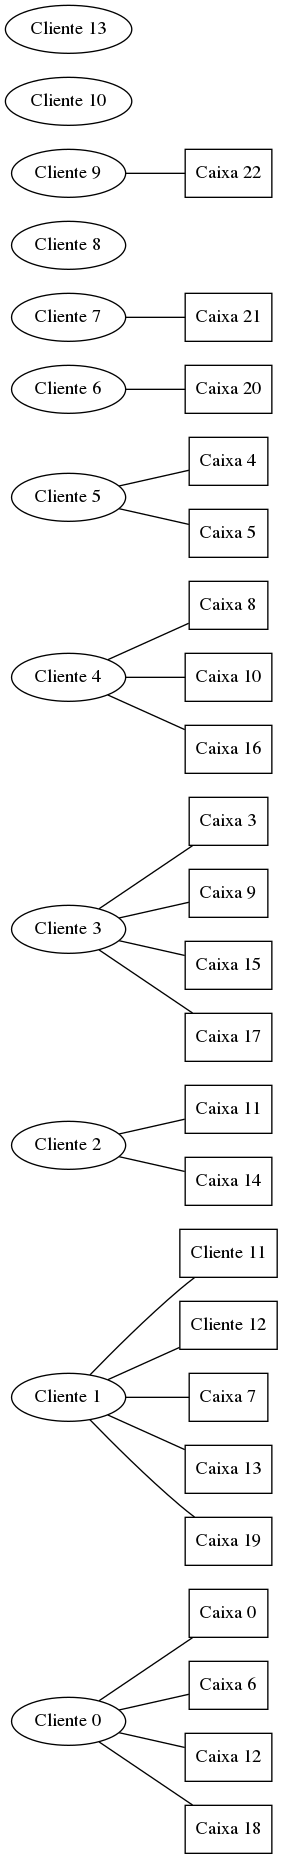 Cliente 13
Cliente 10
Cliente 9
Caixa 22
Cliente 8
Cliente 7
Caixa 21
Cliente 6
Caixa 20
Cliente 5
Caixa 4
Caixa 5
Cliente 4
Caixa 8
Caixa 10
Caixa 16
Cliente 3
Caixa 3
Caixa 9
Caixa 15
Caixa 17
Cliente 2
Caixa 11
Caixa 14
Cliente 1
Cliente 11
Cliente 12
Caixa 7
Caixa 13
Caixa 19
Cliente 0
Caixa 0
Caixa 6
Caixa 12
Caixa 18